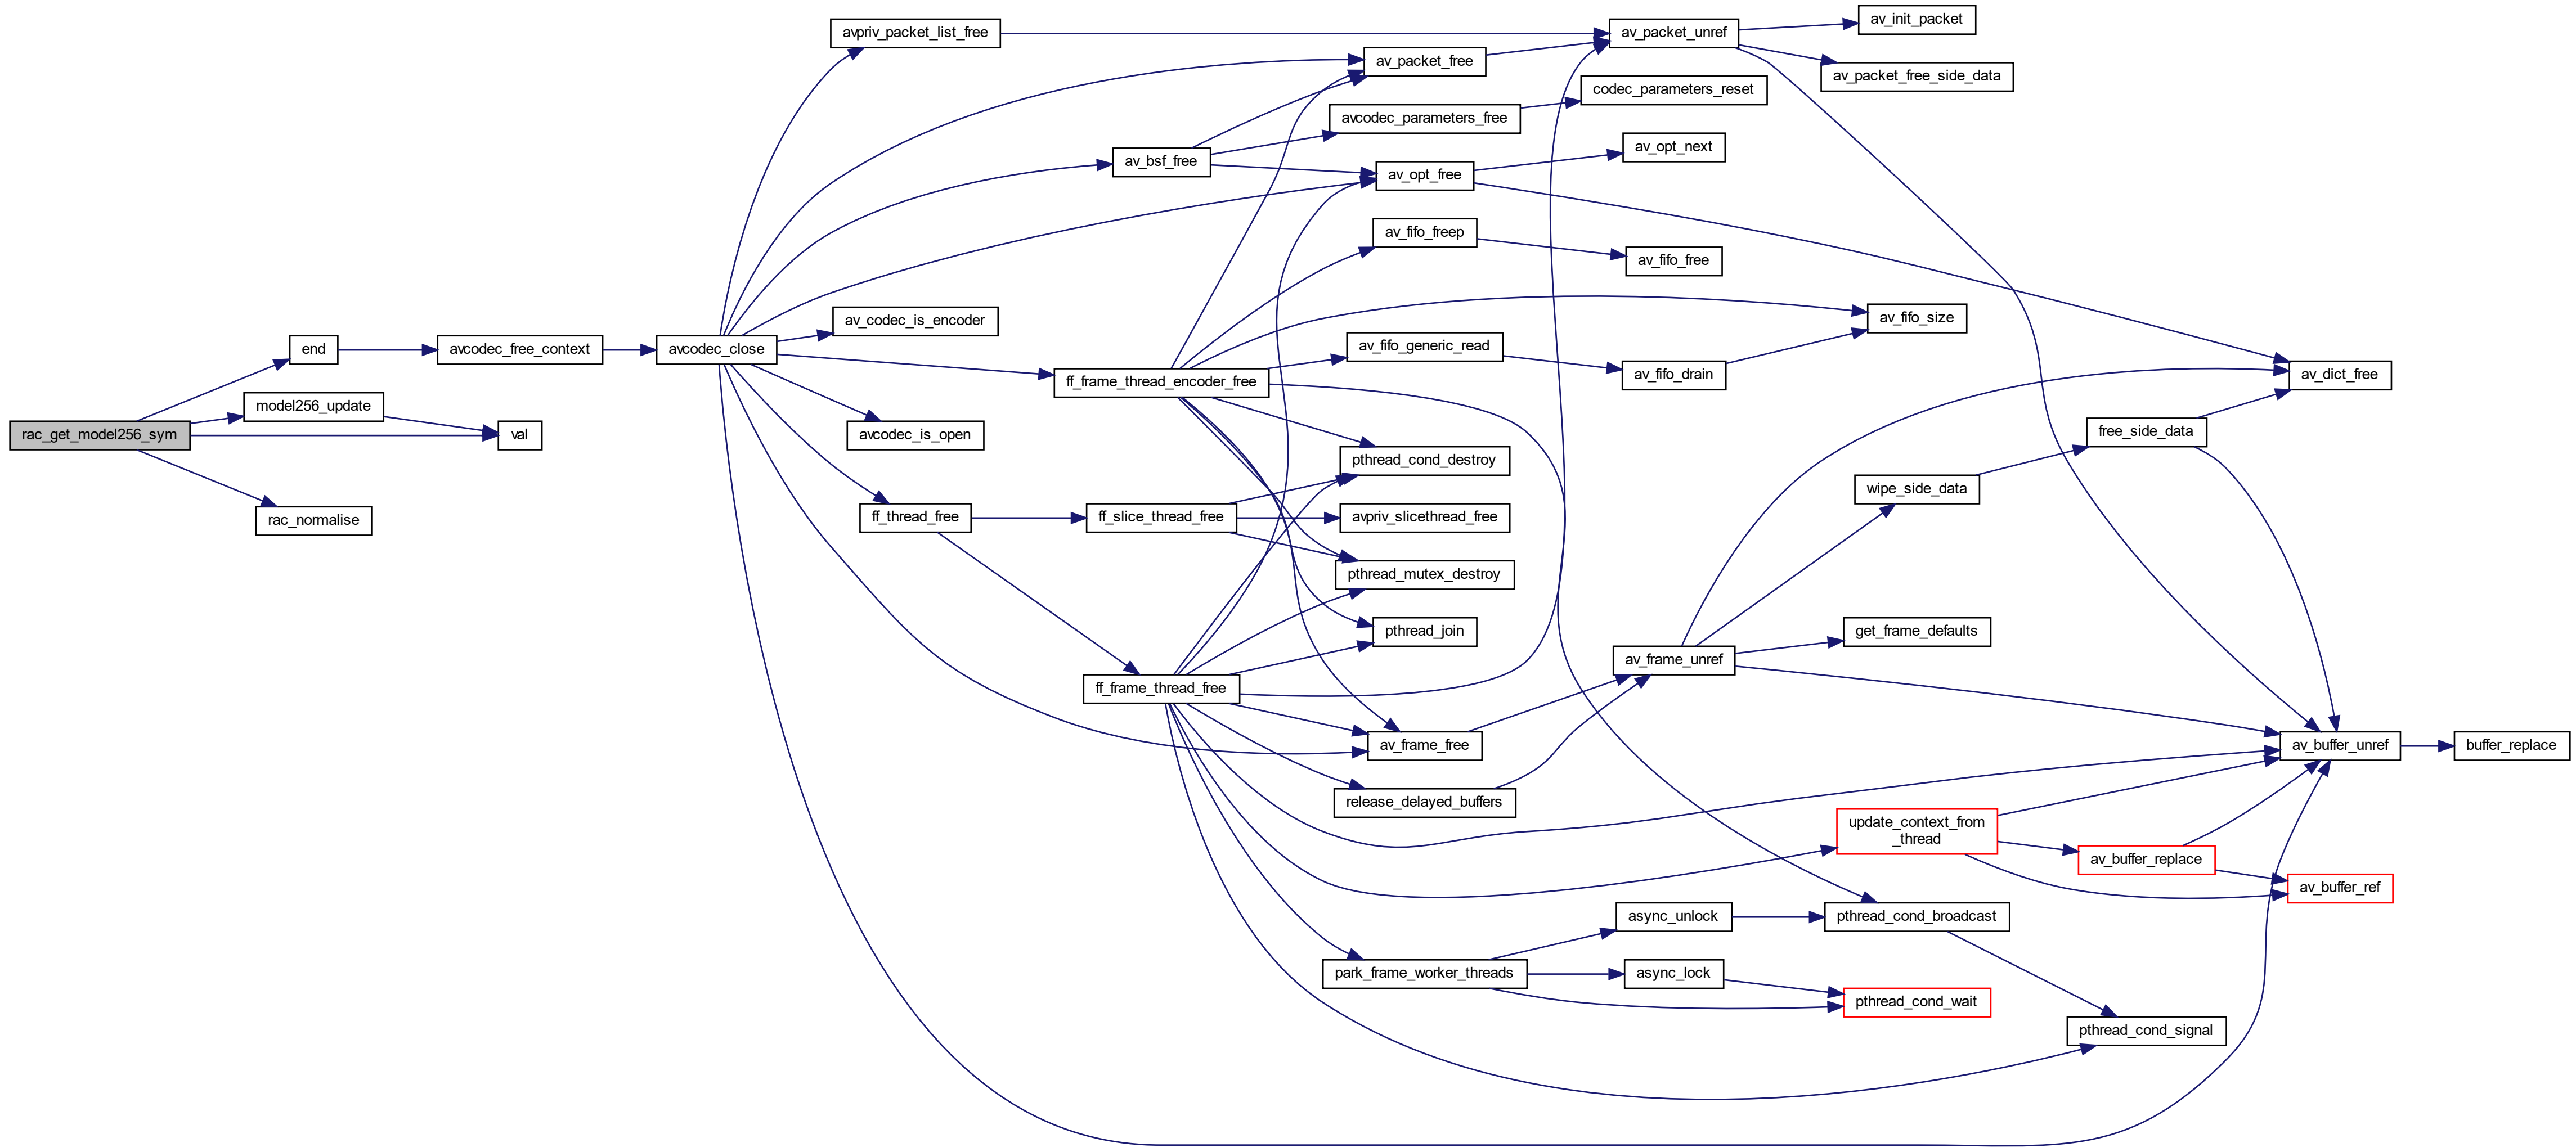 rac_get_model256_sym
end
model256_update
rac_normalise
avcodec_free_context
val
avcodec_close
avpriv_packet_list_free
av_codec_is_encoder
avcodec_is_open
ff_thread_free
av_bsf_free
ff_frame_thread_encoder_free
ff_slice_thread_free
ff_frame_thread_free
av_packet_free
avcodec_parameters_free
av_opt_free
av_fifo_freep
av_fifo_generic_read
pthread_cond_destroy
avpriv_slicethread_free
pthread_mutex_destroy
pthread_join
av_frame_free
release_delayed_buffers
park_frame_worker_threads
av_packet_unref
codec_parameters_reset
av_opt_next
av_fifo_free
av_fifo_drain
av_frame_unref
async_unlock
async_lock
av_init_packet
av_packet_free_side_data
av_fifo_size
wipe_side_data
get_frame_defaults
update_context_from
_thread
pthread_cond_broadcast
pthread_cond_wait
free_side_data
av_buffer_replace
pthread_cond_signal
av_dict_free
av_buffer_unref
av_buffer_ref
buffer_replace